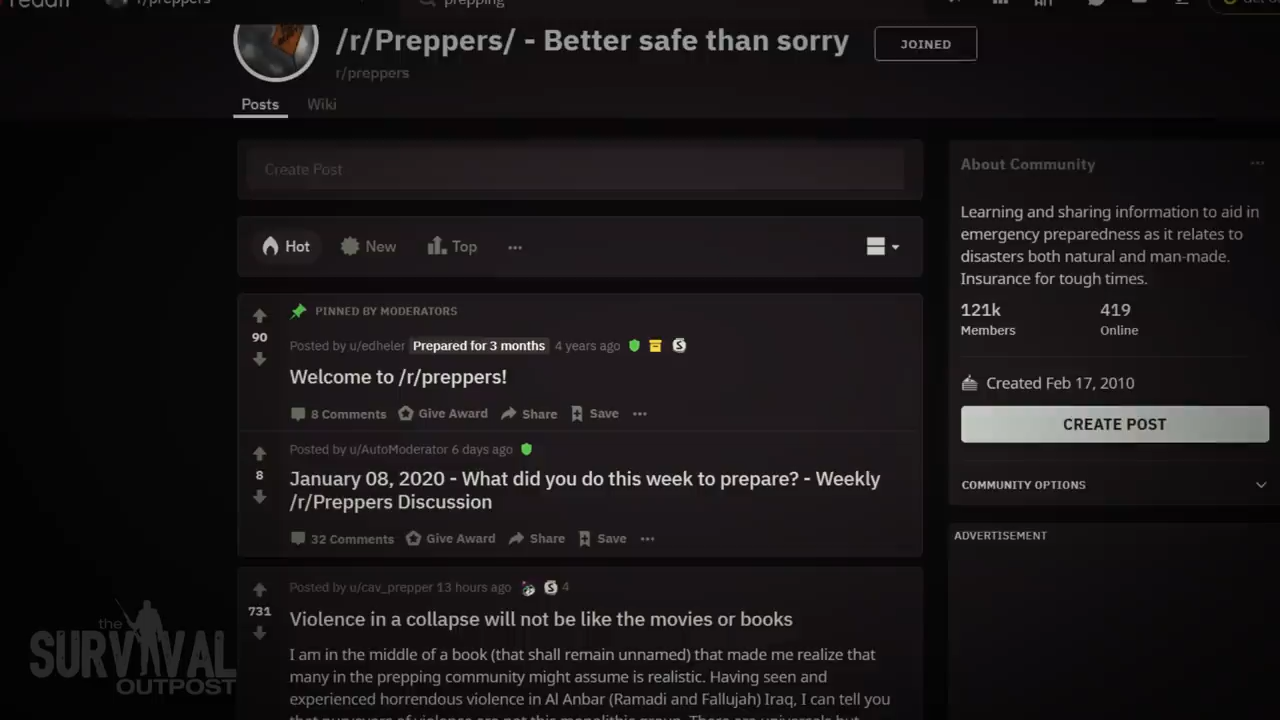 reddit r/preppers prepping
/r/Preppers/ - Better safe than sorry JOINED
r/preppers
Posts Wiki
Create Post
Hot New Top ...
PINNED BY MODERATORS
90
Posted by u/edheler Prepared for 3 months 4 years ago
Welcome to /r/preppers!
8 Comments Give Award Share Save ...
Posted by u/AutoModerator 6 days ago
8
January 08, 2020 - What did you do this week to prepare? - Weekly
/r/Preppers Discussion
32 Comments Give Award Share Save ...
Posted by u/cav_prepper 13 hours ago S 4
731
Violence in a collapse will not be like the movies or books
I am in the middle of a book (that shall remain unnamed) that made me realize that
many in the prepping community might assume is realistic. Having seen and
experienced horrendous violence in Al Anbar (Ramadi and Fallujah) Iraq, I can tell you
About Community ...
Learning and sharing information to aid in
emergency preparedness as it relates to
disasters both natural and man-made.
Insurance for tough times.
121k 419
Members Online
Created Feb 17, 2010
CREATE POST
COMMUNITY OPTIONS
ADVERTISEMENT
the
SURVIVAL
OUTPOST